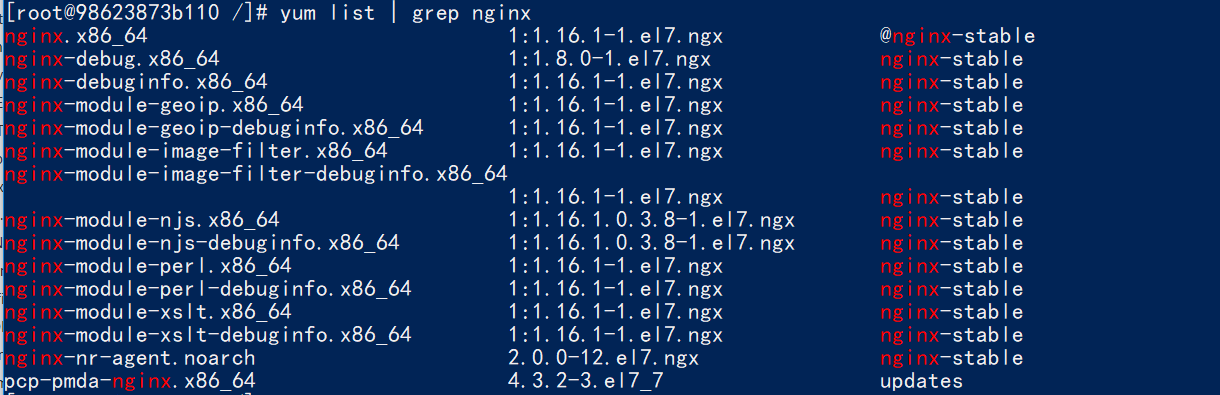 [root@98623873b110 /]# yum list | grep nginx
nginx.x86_64 1:1.16.1-1.el7.ngx @nginx-stable
nginx-debug.x86_64 1:1.8.0-1.el7.ngx nginx-stable
nginx-debuginfo.x86_64 1:1.16.1-1.el7.ngx nginx-stable
nginx-module-geoip.x86_64 1:1.16.1-1.el7.ngx nginx-stable
nginx-module-geoip-debuginfo.x86_64 1:1.16.1-1.el7.ngx nginx-stable
nginx-module-image-filter.x86_64 1:1.16.1-1.el7.ngx nginx-stable
nginx-module-image-filter-debuginfo.x86_64
1:1.16.1-1.el7.ngx nginx-stable
nginx-module-njs.x86_64 1:1.16.1.0.3.8-1.el7.ngx nginx-stable
nginx-module-njs-debuginfo.x86_64 1:1.16.1.0.3.8-1.el7.ngx nginx-stable
nginx-module-perl.x86_64 1:1.16.1-1.el7.ngx nginx-stable
nginx-module-perl-debuginfo.x86_64 1:1.16.1-1.el7.ngx nginx-stable
nginx-module-xslt.x86_64 1:1.16.1-1.el7.ngx nginx-stable
nginx-module-xslt-debuginfo.x86_64 1:1.16.1-1.el7.ngx nginx-stable
nginx-nr-agent.noarch 2.0.0-12.el7.ngx nginx-stable
pcp-pmda-nginx.x86_64 4.3.2-3.el7_7 updates